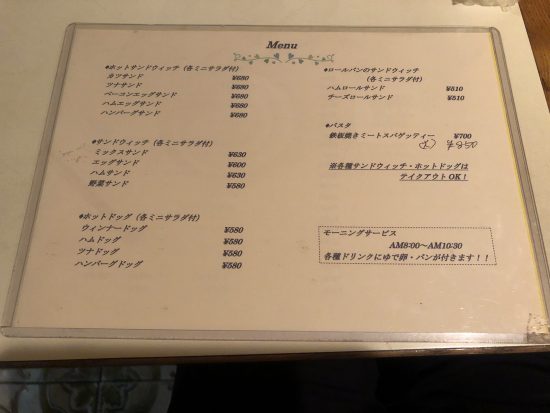 Menu
*ホットサンドウィッチ (各ミニサラダ付)
カツサンド ¥680
ツナサンド ¥680
ベーコンエッグサンド ¥680
ハムエッグサンド ¥680
ハンバーグサンド ¥680
*サンドウィッチ (各ミニサラダ付)
ミックスサンド ¥630
エッグサンド ¥600
ハムサンド ¥630
野菜サンド ¥580
*ホットドッグ (各ミニサラダ付)
ウィンナードッグ ¥580
ハムドッグ ¥580
ツナドッグ ¥580
ハンバーグドッグ ¥580
*ロールパンのサンドウィッチ
(各ミニサラダ付)
ハムロールサンド ¥510
チーズロールサンド ¥510
*パスタ
鉄板焼きミートスパゲッティー ¥700
¥850
※各種サンドウィッチ・ホットドッグは
テイクアウトOK!
モーニングサービス
AM8:00~AM10:30
各種ドリンクにゆで卵・パンが付きます!!